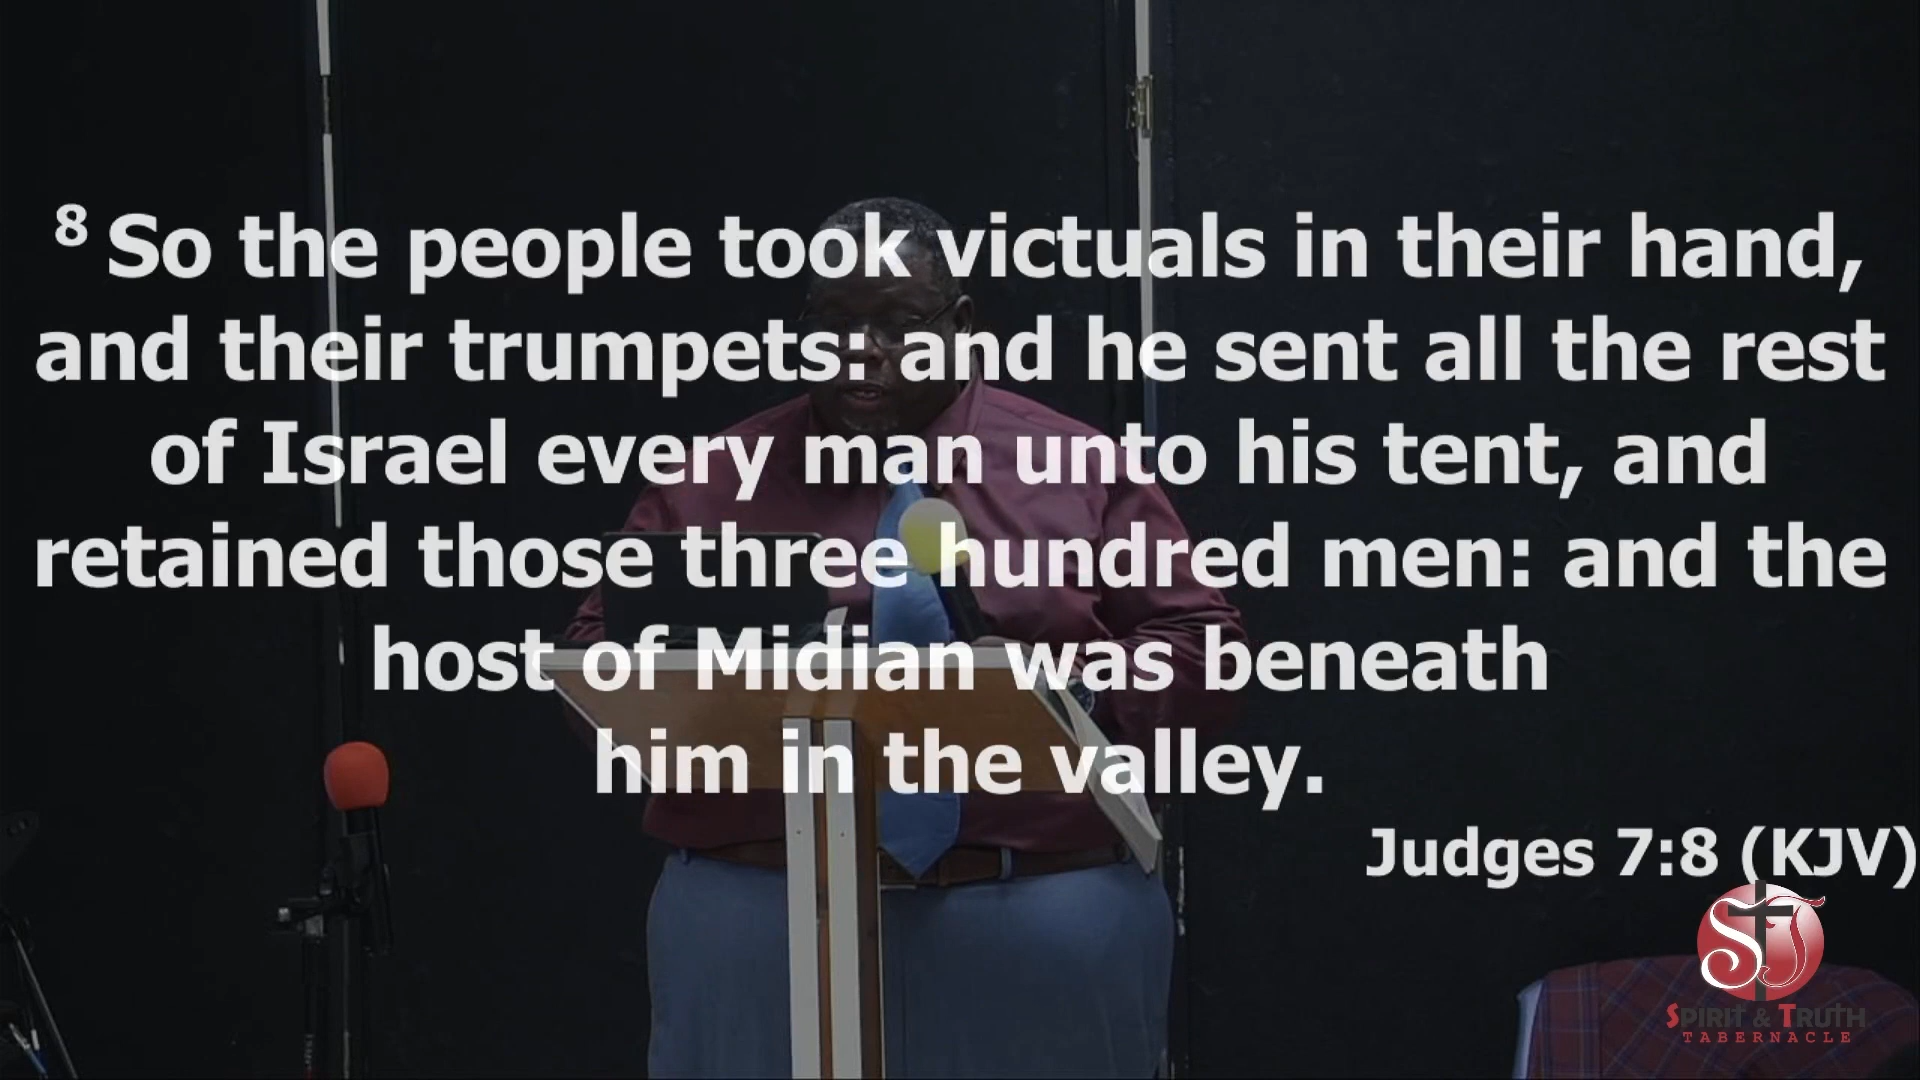 8 So the people took victuals in their hand,
and their trumpets: and he sent all the rest
of Israel every man unto his tent, and
retained those three hundred men: and the
host of Midian was beneath
him in the valley.
Judges 7:8 (KJV)
ST
SPIRIT & TRUTH
TABERNACLE